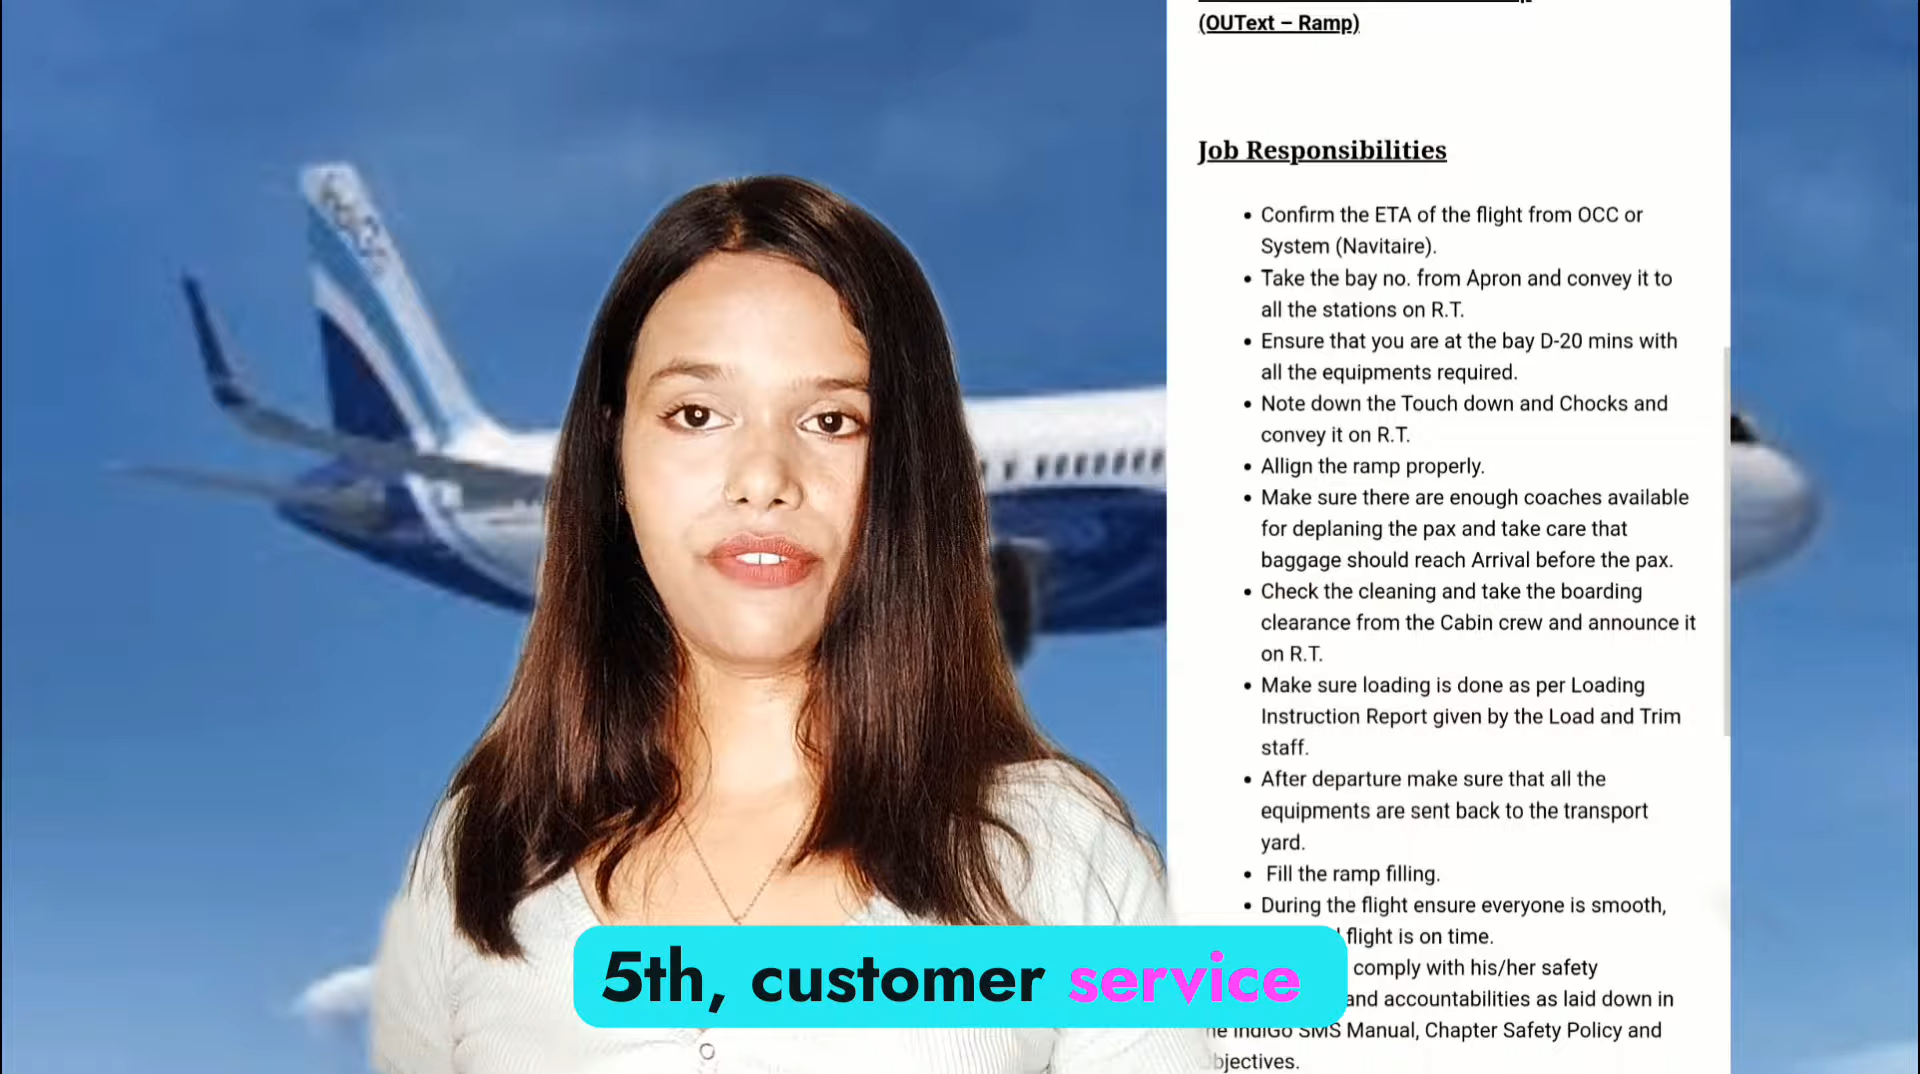 (OUText – Ramp)
Job Responsibilities
• Confirm the ETA of the flight from OCC or
System (Navitaire).
• Take the bay no. from Apron and convey it to
all the stations on R.T.
• Ensure that you are at the bay D-20 mins with
all the equipments required.
• Note down the Touch down and Chocks and
convey it on R.T.
• Allign the ramp properly.
• Make sure there are enough coaches available
for deplaning the pax and take care that
baggage should reach Arrival before the pax.
• Check the cleaning and take the boarding
clearance from the Cabin crew and announce it
on R.T.
• Make sure loading is done as per Loading
Instruction Report given by the Load and Trim
staff.
• After departure make sure that all the
equipments are sent back to the transport
yard.
• Fill the ramp filling.
• During the flight ensure everyone is smooth,
flight is on time.
comply with his/her safety
and accountabilities as laid down in
IndiGo SMS Manual, Chapter Safety Policy and
bjectives.
5th, customer service